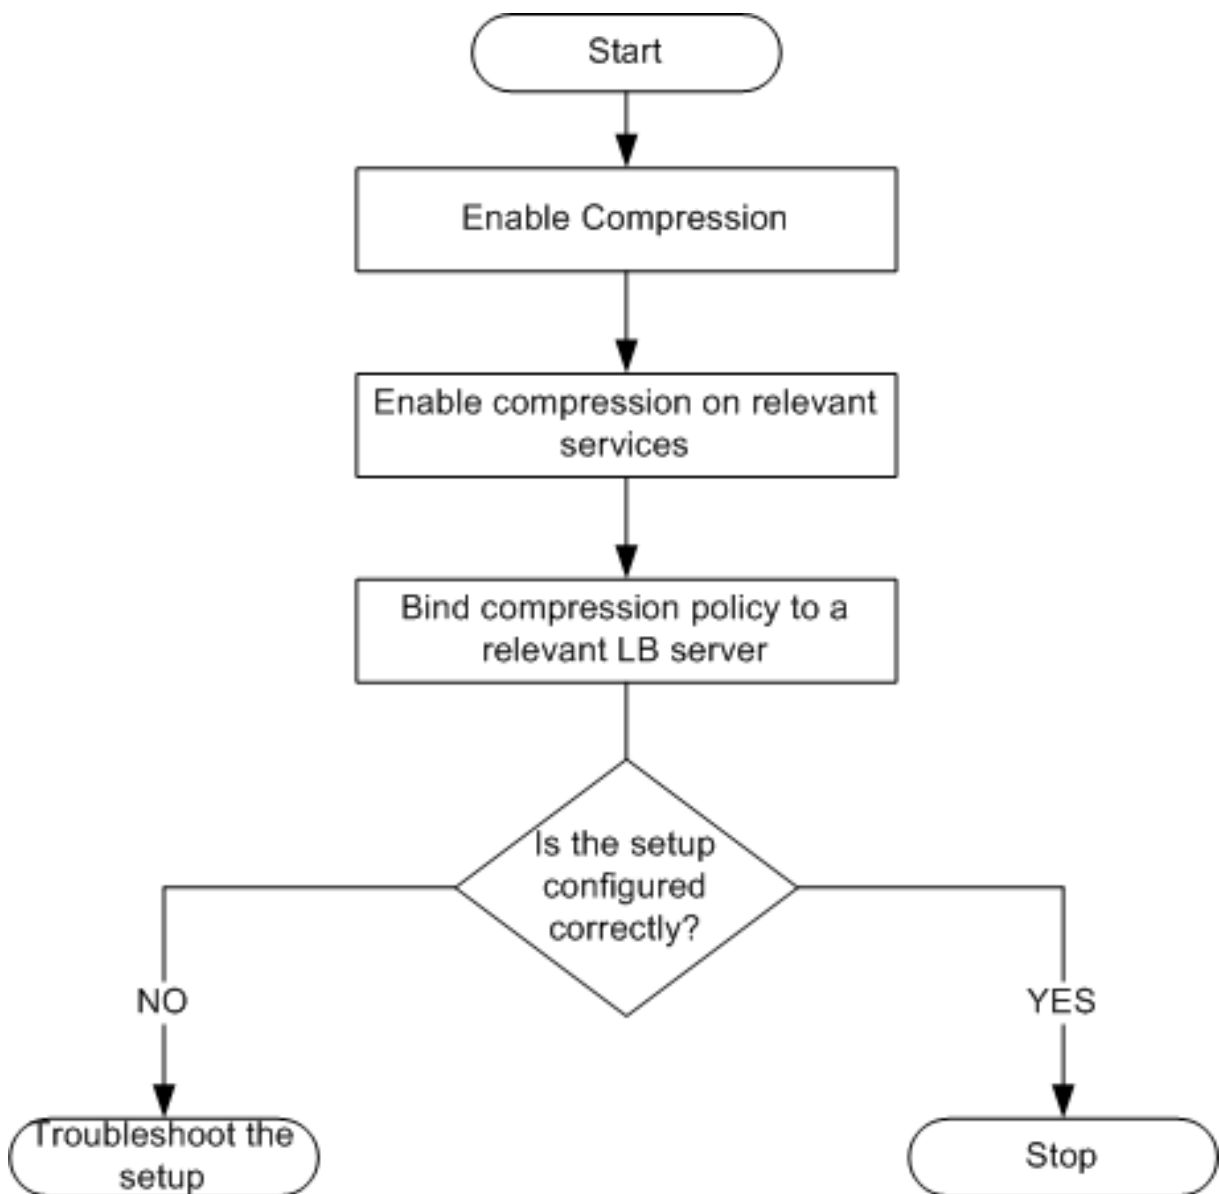 Start
Enable Compression
Enable compression on relevant
services
Bind compression policy to a
relevant LB server
Is the setup
configured
correctly?
NO
YES
Troubleshoot the
setup
Stop